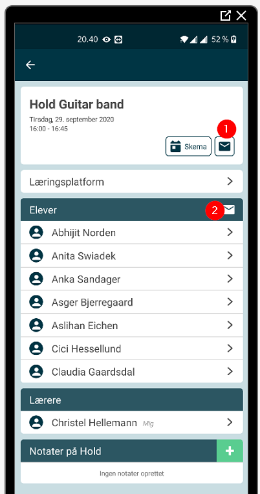 20.40 52 %
Hold Guitar band
Tirsdag, 29. september 2020
16:00 - 16:45
1
Skema
Læringsplatform
Elever 2
Abhijit Norden
Anita Swiadek
Anka Sandager
Asger Bjerregaard
Aslihan Eichen
Cici Hessellund
Claudia Gaardsdal
Lærere
Christel Hellemann Mig
Notater på Hold +
Ingen notater oprettet